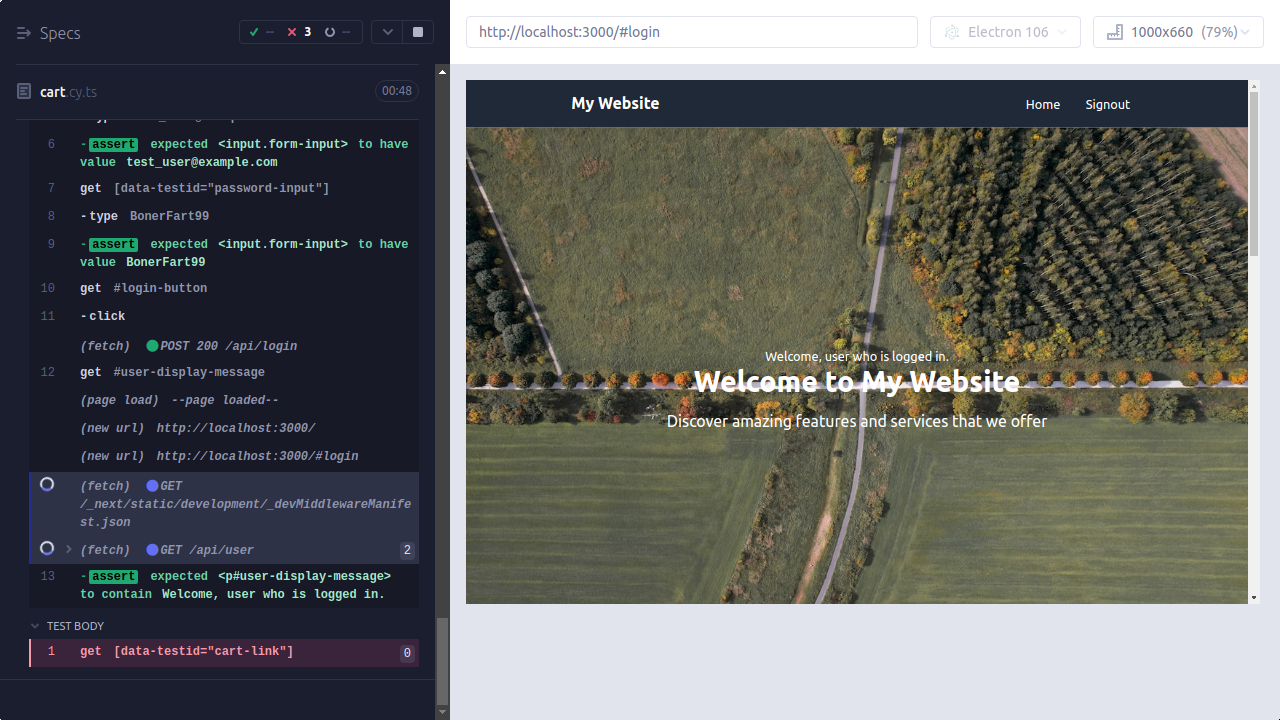 Specs
-- 3 --
cart.cy.ts 00:48
6 -assert expected <input.form-input> to have
value test_user@example.com
7 get [data-testid="password-input"]
8 -type BonerFart99
9 -assert expected <input.form-input> to have
value BonerFart99
10 get #login-button
11 -click
(fetch) POST 200 /api/login
12 get #user-display-message
(page load) --page loaded--
(new url) http://localhost:3000/
(new url) http://localhost:3000/#login
(fetch) GET
/_next/static/development/_devMiddlewareManife
st.json
(fetch) GET /api/user 2
13 -assert expected <p#user-display-message>
to contain Welcome, user who is logged in.
TEST BODY
1 get [data-testid="cart-link"] 0
http://localhost:3000/#login
Electron 106
1000x660 (79%)
My Website
Home Signout
Welcome, user who is logged in.
Welcome to My Website
Discover amazing features and services that we offer